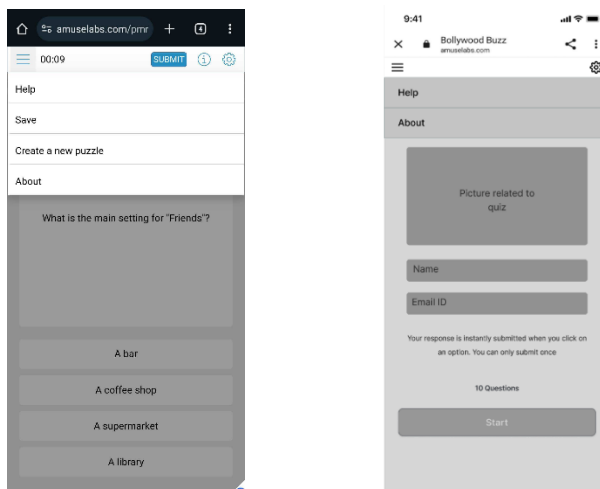 amuselabs.com/pmr
4
00:09
SUBMIT
i
Help
Save
Create a new puzzle
About
What is the main setting for "Friends"?
A bar
A coffee shop
A supermarket
A library
9:41
Bollywood Buzz
amuselabs.com
Help
About
Picture related to
quiz
Name
Email ID
Your response is instantly submitted when you click on
an option. You can only submit once
10 Questions
Start